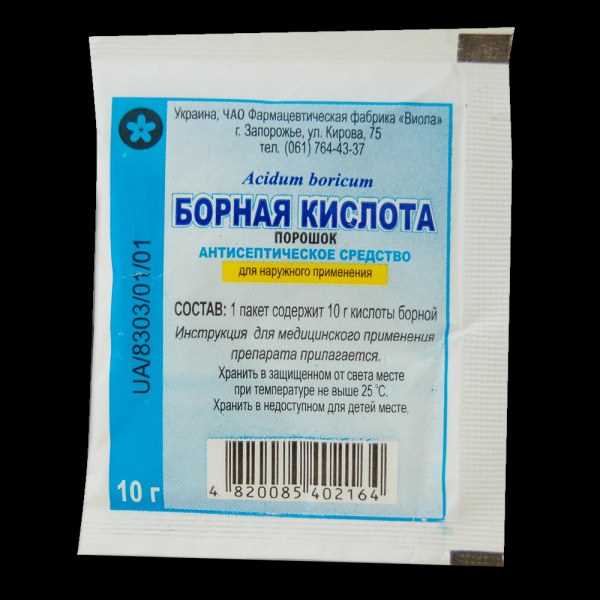 Украина, ЧАО Фармацевтическая фабрика «Виола»
г. Запорожье, ул. Кирова, 75
тел. (061) 764-43-37
Acidum boricum
БОРНАЯ КИСЛОТА
ПОРОШОК
АНТИСЕПТИЧЕСКОЕ СРЕДСТВО
для наружного применения
СОСТАВ: 1 пакет содержит 10 г кислоты борной
Инструкция для медицинского применения
препарата прилагается.
Хранить в защищенном от света месте
при температуре не выше 25 °С.
Хранить в недоступном для детей месте.
UA/8303/01/01
10 г
4 820085 402164